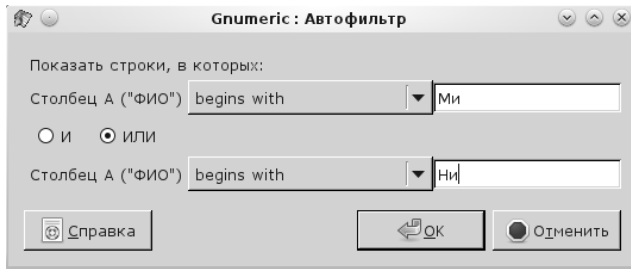 Gnumeric : Автофильтр
Показать строки, в которых:
Столбец A ("ФИО") begins with Ми
И ИЛИ
Столбец A ("ФИО") begins with Ни
Справка OK Отменить